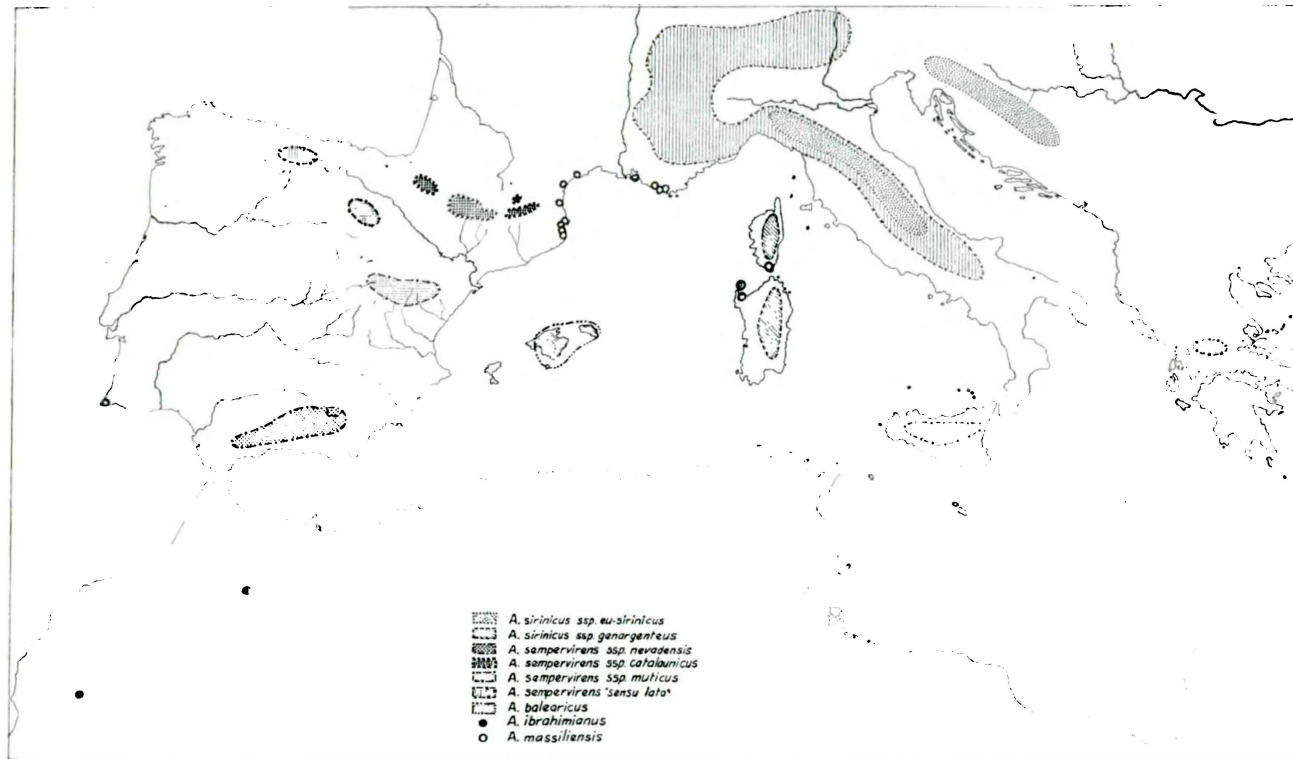 A. sirinicus ssp. eu-sirinicus
A. sirinicus ssp. genargenteus
A. sempervirens ssp. nevadensis
A. sempervirens ssp. catalaunicus
A. sempervirens ssp. muticus
A. sempervirens "sensu lato"
A. balearicus
A. ibrahimianus
A. massiliensis